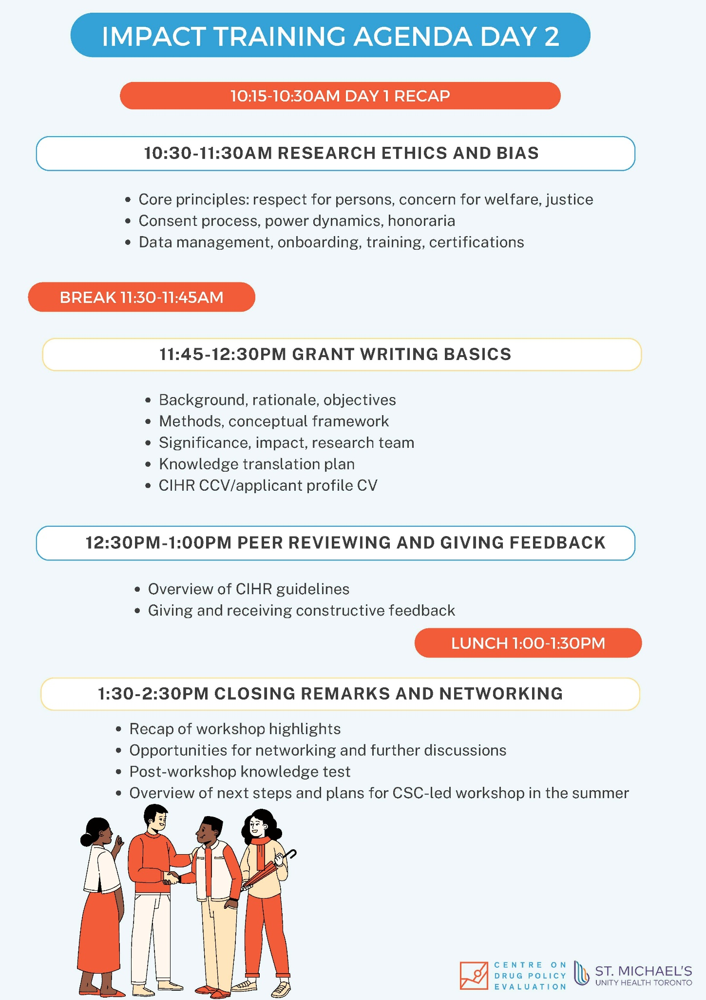 IMPACT TRAINING AGENDA DAY 2
10:15-10:30AM DAY 1 RECAP
10:30-11:30AM RESEARCH ETHICS AND BIAS
• Core principles: respect for persons, concern for welfare, justice
• Consent process, power dynamics, honoraria
• Data management, onboarding, training, certifications
BREAK 11:30-11:45AM
11:45-12:30PM GRANT WRITING BASICS
• Background, rationale, objectives
• Methods, conceptual framework
• Significance, impact, research team
• Knowledge translation plan
• CIHR CCV/applicant profile CV
12:30PM-1:00PM PEER REVIEWING AND GIVING FEEDBACK
• Overview of CIHR guidelines
• Giving and receiving constructive feedback
LUNCH 1:00-1:30PM
1:30-2:30PM CLOSING REMARKS AND NETWORKING
• Recap of workshop highlights
• Opportunities for networking and further discussions
• Post-workshop knowledge test
• Overview of next steps and plans for CSC-led workshop in the summer
CENTRE ON
DRUG POLICY
EVALUATION
ST. MICHAEL'S
UNITY HEALTH TORONTO